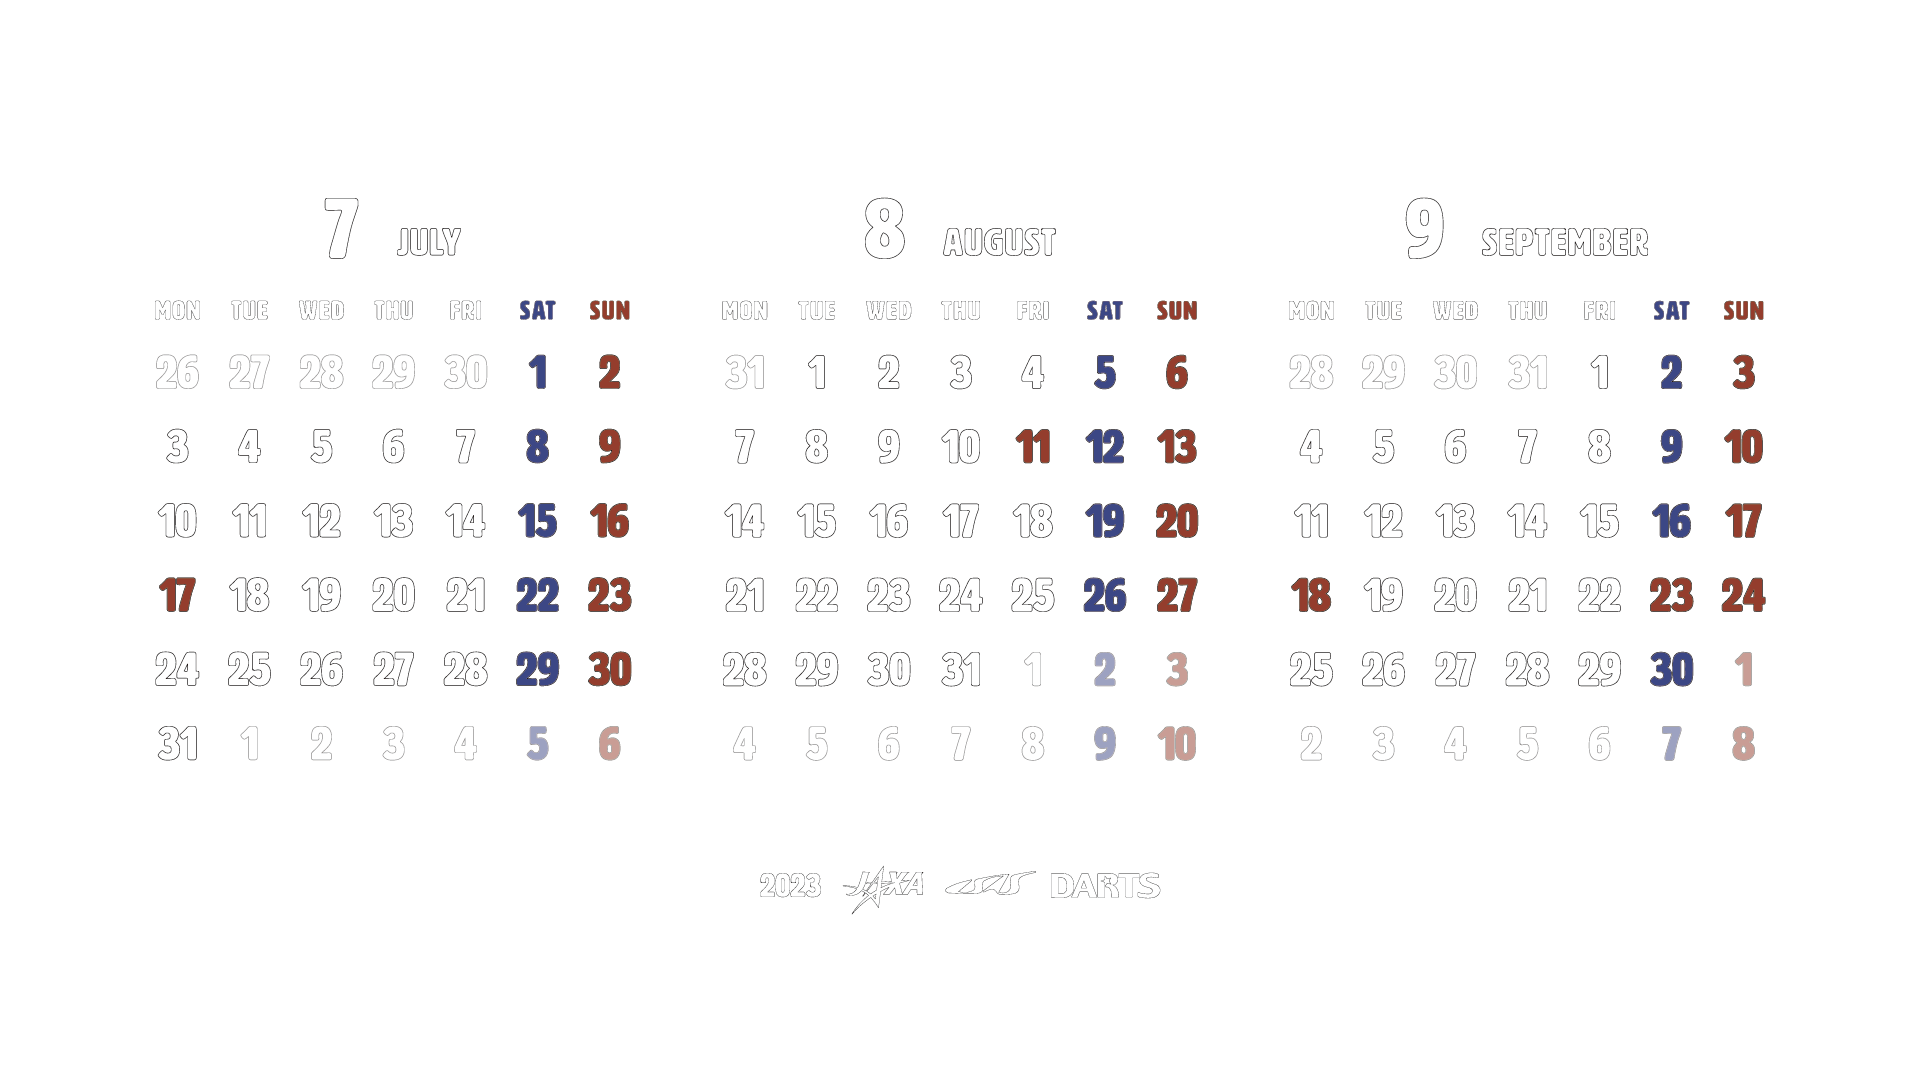 7 JULY
MON TUE WED THU FRI SAT SUN
26 27 28 29 30 1 2
3 4 5 6 7 8 9
10 11 12 13 14 15 16
17 18 19 20 21 22 23
24 25 26 27 28 29 30
31 1 2 3 4 5 6
8 AUGUST
MON TUE WED THU FRI SAT SUN
31 1 2 3 4 5 6
7 8 9 10 11 12 13
14 15 16 17 18 19 20
21 22 23 24 25 26 27
28 29 30 31 1 2 3
4 5 6 7 8 9 10
9 SEPTEMBER
MON TUE WED THU FRI SAT SUN
28 29 30 31 1 2 3
4 5 6 7 8 9 10
11 12 13 14 15 16 17
18 19 20 21 22 23 24
25 26 27 28 29 30 1
2 3 4 5 6 7 8
2023 JAXA ISAS DARTS